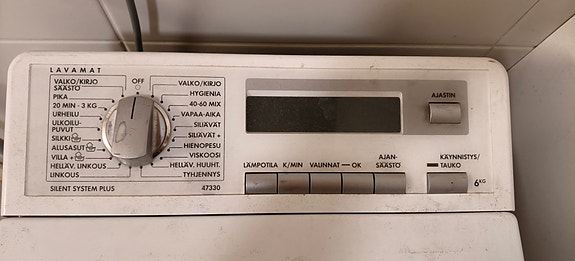 LAVAMAT
OFF
VALKO/KIRJO
SÄÄSTÖ
PIKA
20 MIN - 3 KG
URHEILU
ULKOILU-
PUVUT
SILKKI
ALUSASUT
VILLA +
HELLÄV. LINKOUS
LINKOUS
VALKO/KIRJO
HYGIENIA
40-60 MIX
VAPAA-AIKA
SILIÄVÄT
SILIÄVÄT +
HIENOPESU
VISKOOSI
HELLÄV. HUUHT.
TYHJENNYS
SILENT SYSTEM PLUS
47330
AJASTIN
LÄMPÖTILA K/MIN VALINNAT — OK
AJAN-
SÄÄSTÖ
KÄYNNISTYS/
TAUKO
6KG